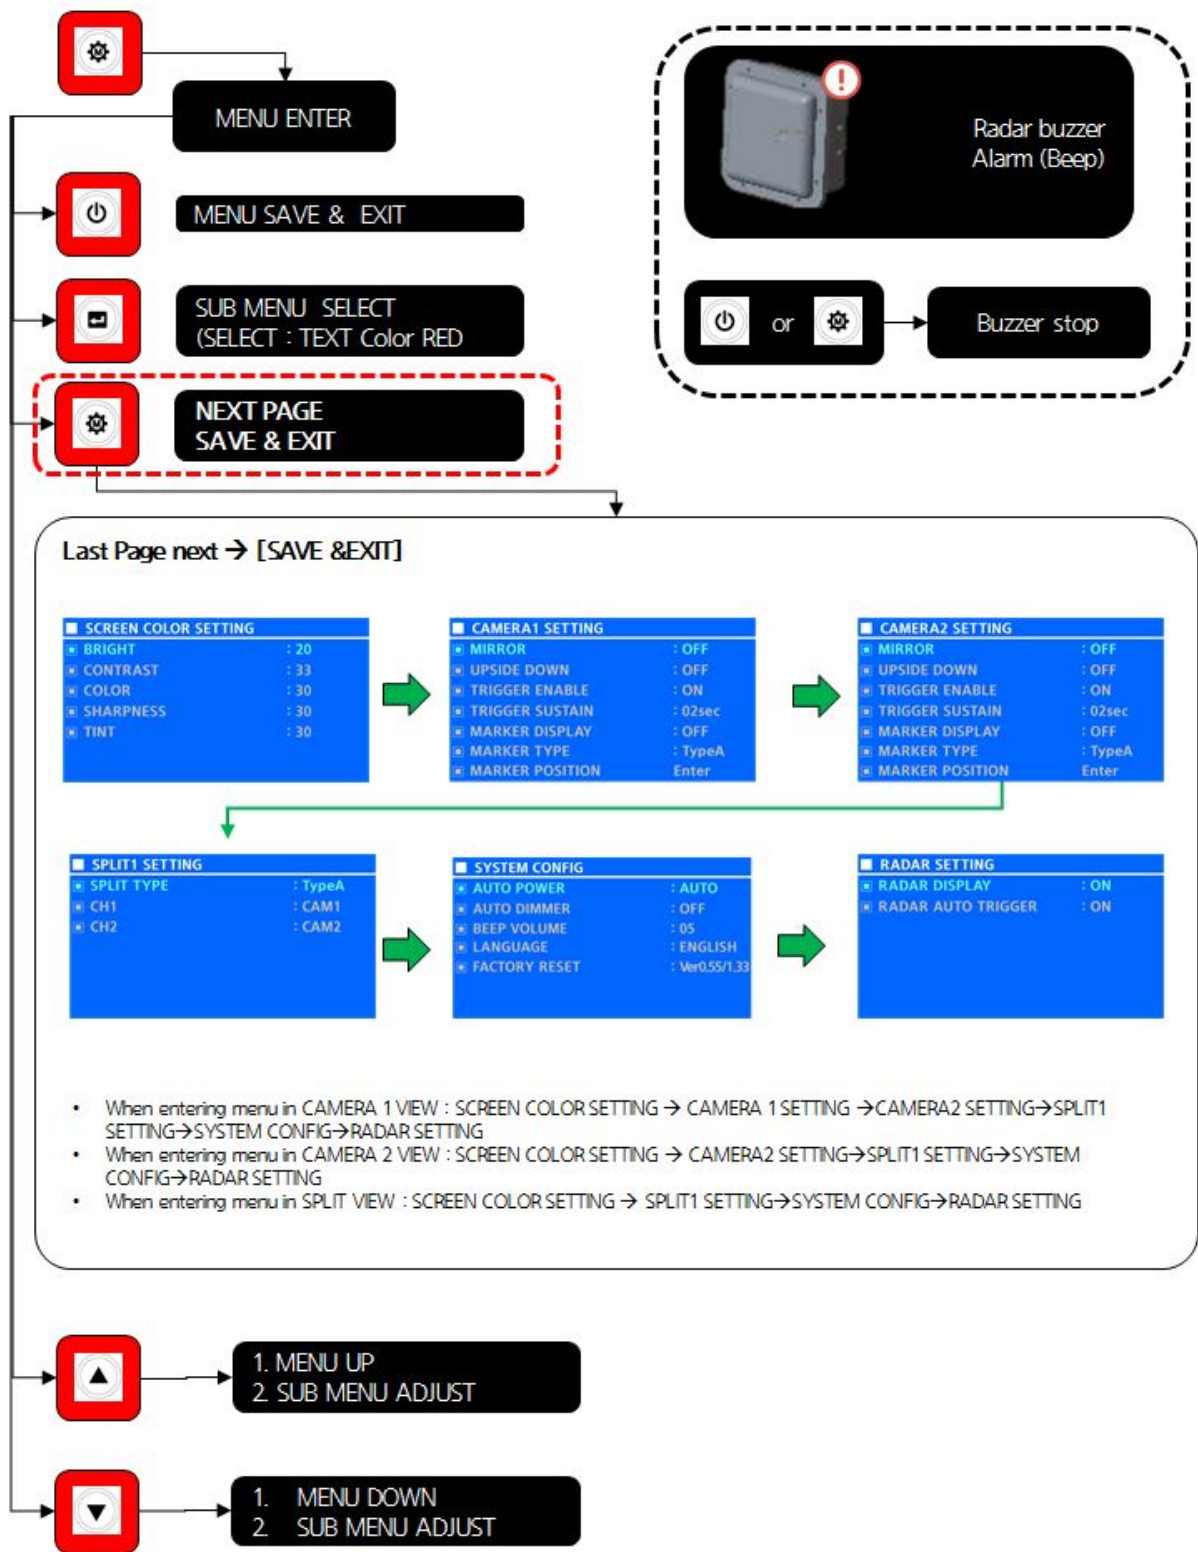 MENU ENTER
MENU SAVE & EXIT
SUB MENU SELECT
(SELECT : TEXT Color RED
NEXT PAGE
SAVE & EXIT
Radar buzzer
Alarm (Beep)
or
Buzzer stop
Last Page next → [SAVE &EXIT]
SCREEN COLOR SETTING
BRIGHT : 20
CONTRAST : 33
COLOR : 30
SHARPNESS : 30
TINT : 30
CAMERA1 SETTING
MIRROR : OFF
UPSIDE DOWN : OFF
TRIGGER ENABLE : ON
TRIGGER SUSTAIN : 02sec
MARKER DISPLAY : OFF
MARKER TYPE : TypeA
MARKER POSITION Enter
CAMERA2 SETTING
MIRROR : OFF
UPSIDE DOWN : OFF
TRIGGER ENABLE : ON
TRIGGER SUSTAIN : 02sec
MARKER DISPLAY : OFF
MARKER TYPE : TypeA
MARKER POSITION Enter
SPLIT1 SETTING
SPLIT TYPE : TypeA
CH1 : CAM1
CH2 : CAM2
SYSTEM CONFIG
AUTO POWER : AUTO
AUTO DIMMER : OFF
BEEP VOLUME : 05
LANGUAGE : ENGLISH
FACTORY RESET : Ver0.55/1.33
RADAR SETTING
RADAR DISPLAY : ON
RADAR AUTO TRIGGER : ON
• When entering menu in CAMERA 1 VIEW : SCREEN COLOR SETTING → CAMERA 1 SETTING →CAMERA2 SETTING→SPLIT1
SETTING→SYSTEM CONFIG→RADAR SETTING
• When entering menu in CAMERA 2 VIEW : SCREEN COLOR SETTING → CAMERA2 SETTING→SPLIT1 SETTING→SYSTEM
CONFIG→RADAR SETTING
• When entering menu in SPLIT VIEW : SCREEN COLOR SETTING → SPLIT1 SETTING→SYSTEM CONFIG→RADAR SETTING
1. MENU UP
2. SUB MENU ADJUST
1. MENU DOWN
2. SUB MENU ADJUST